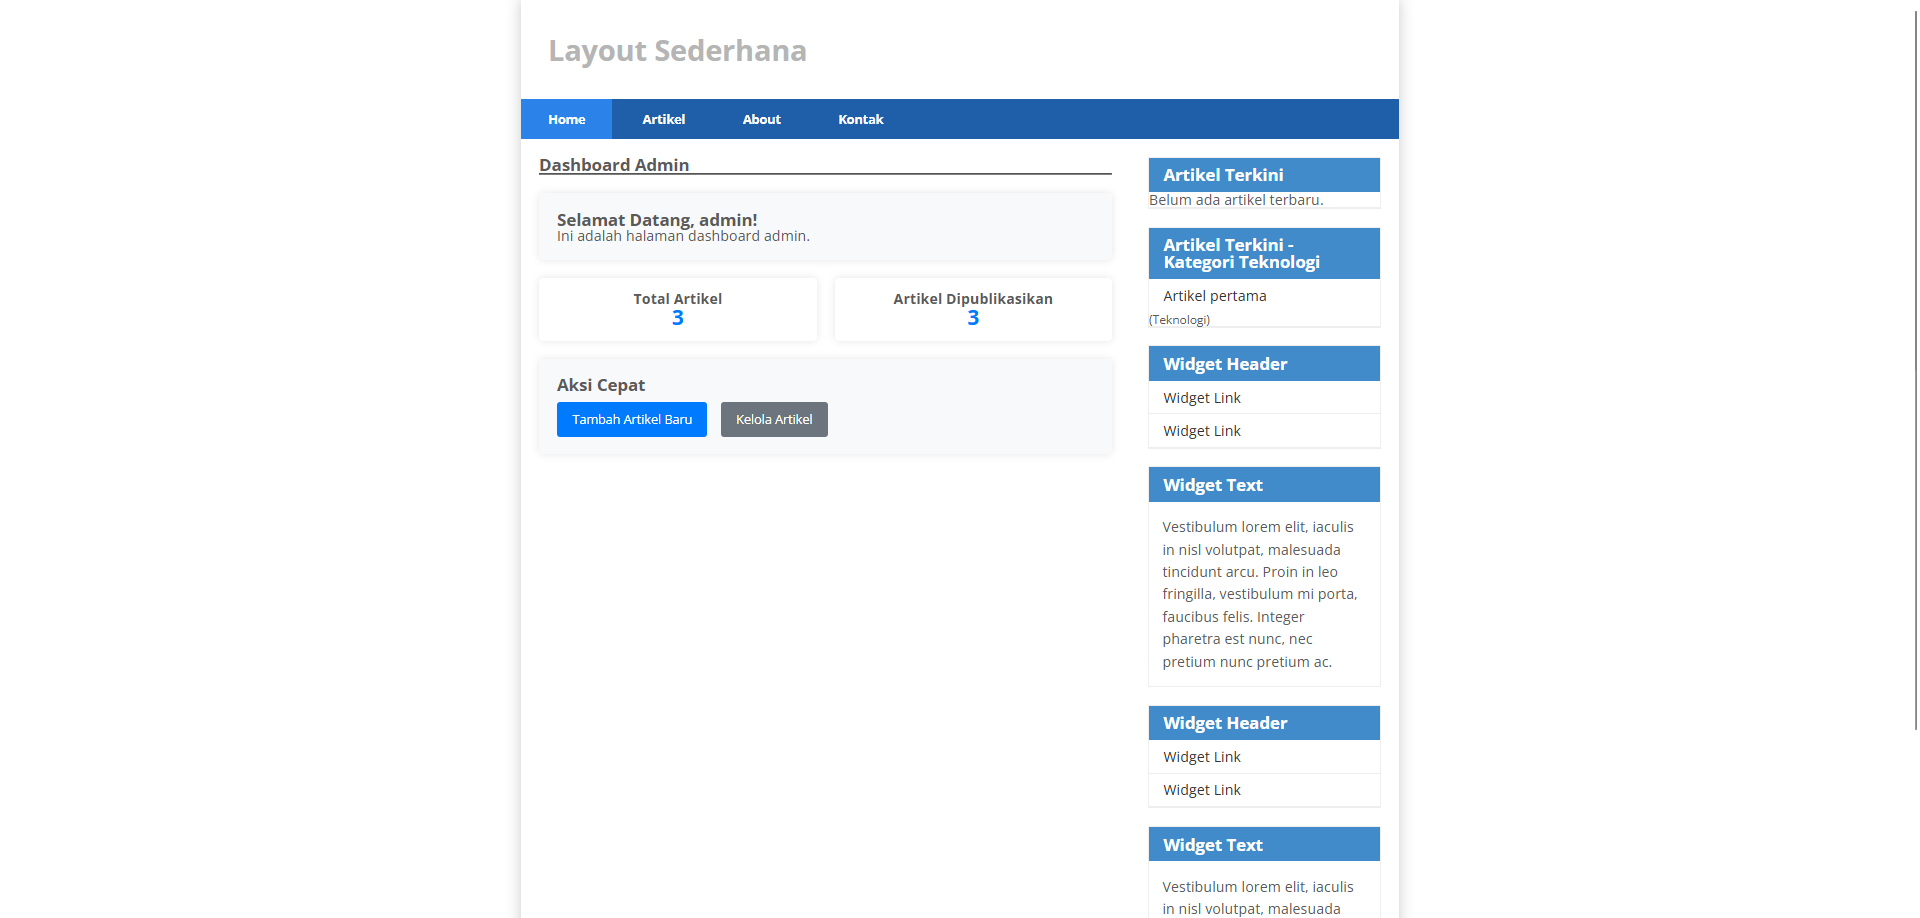 Layout Sederhana
Home Artikel About Kontak
Dashboard Admin
Selamat Datang, admin!
Ini adalah halaman dashboard admin.
Total Artikel
3
Artikel Dipublikasikan
3
Aksi Cepat
Tambah Artikel Baru Kelola Artikel
Artikel Terkini
Belum ada artikel terbaru.
Artikel Terkini -
Kategori Teknologi
Artikel pertama
(Teknologi)
Widget Header
Widget Link
Widget Link
Widget Text
Vestibulum lorem elit, iaculis
in nisl volutpat, malesuada
tincidunt arcu. Proin in leo
fringilla, vestibulum mi porta,
faucibus felis. Integer
pharetra est nunc, nec
pretium nunc pretium ac.
Widget Header
Widget Link
Widget Link
Widget Text
Vestibulum lorem elit, iaculis
in nisl volutpat, malesuada